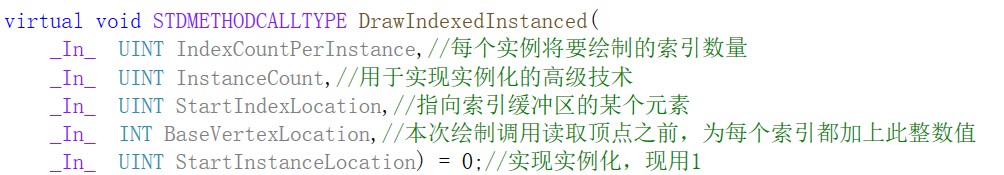 virtual void STDMETHODCALLTYPE DrawIndexedInstanced(
_In_ UINT IndexCountPerInstance,//每个实例将要绘制的索引数量
_In_ UINT InstanceCount,//用于实现实例化的高级技术
_In_ UINT StartIndexLocation,//指向索引缓冲区的某个元素
_In_ INT BaseVertexLocation,//本次绘制调用读取顶点之前，为每个索引都加上此整数值
_In_ UINT StartInstanceLocation) = 0;//实现实例化，现用1